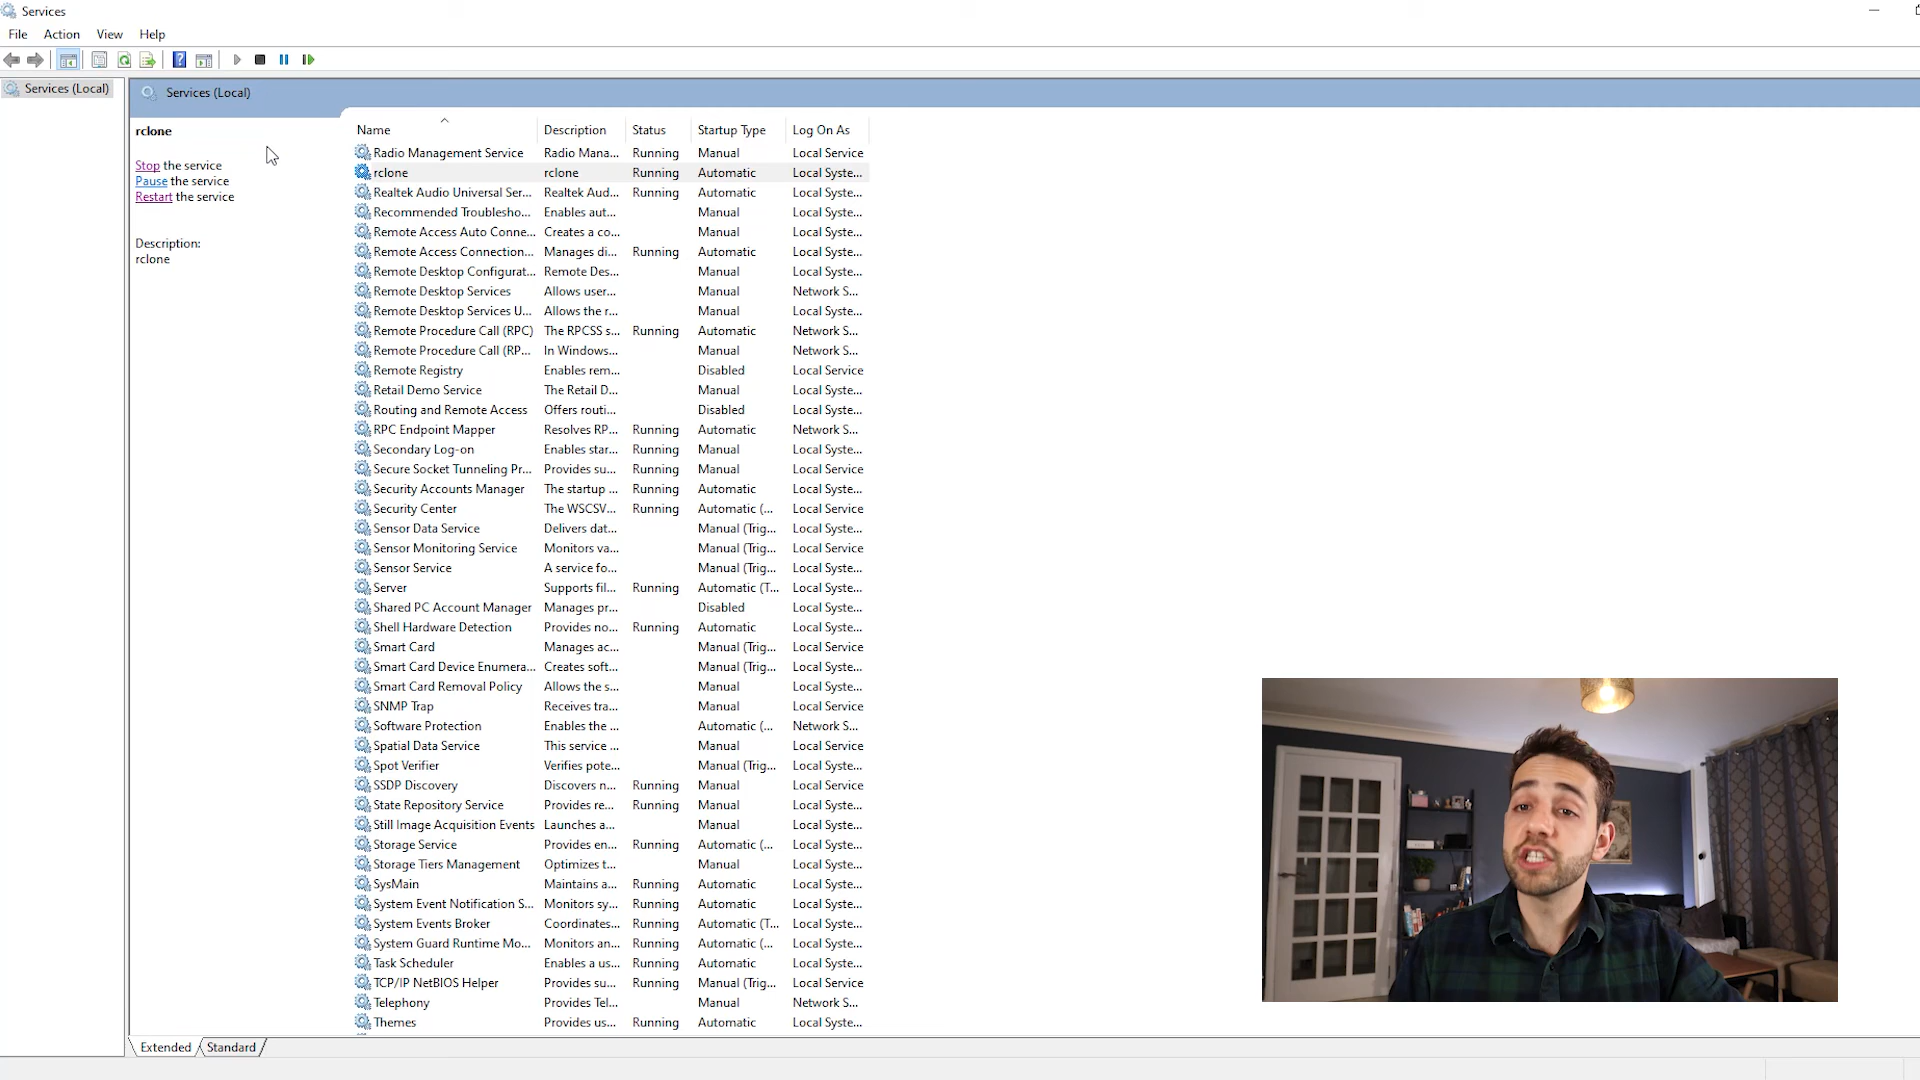 Services
File Action View Help
Services (Local)
Services (Local)
rclone
Stop the service
Pause the service
Restart the service
Description:
rclone
Name Description Status Startup Type Log On As
Radio Management Service Radio Mana... Running Manual Local Service
rclone rclone Running Automatic Local Syste...
Realtek Audio Universal Ser... Realtek Aud... Running Automatic Local Syste...
Recommended Troublesho... Enables aut... Manual Local Syste...
Remote Access Auto Conne... Creates a co... Manual Local Syste...
Remote Access Connection... Manages di... Running Automatic Local Syste...
Remote Desktop Configurat... Remote Des... Manual Local Syste...
Remote Desktop Services Allows user... Manual Network S...
Remote Desktop Services U... Allows the r... Manual Local Syste...
Remote Procedure Call (RPC) The RPCSS s... Running Automatic Network S...
Remote Procedure Call (RP... In Windows... Manual Network S...
Remote Registry Enables rem... Disabled Local Service
Retail Demo Service The Retail D... Manual Local Syste...
Routing and Remote Access Offers routi... Disabled Local Syste...
RPC Endpoint Mapper Resolves RP... Running Automatic Network S...
Secondary Log-on Enables star... Running Manual Local Syste...
Secure Socket Tunneling Pr... Provides su... Running Manual Local Service
Security Accounts Manager The startup ... Running Automatic Local Syste...
Security Center The WSCSV... Running Automatic (... Local Service
Sensor Data Service Delivers dat... Manual (Trig... Local Syste...
Sensor Monitoring Service Monitors va... Manual (Trig... Local Service
Sensor Service A service fo... Manual (Trig... Local Syste...
Server Supports fil... Running Automatic (T... Local Syste...
Shared PC Account Manager Manages pr... Disabled Local Syste...
Shell Hardware Detection Provides no... Running Automatic Local Syste...
Smart Card Manages ac... Manual (Trig... Local Service
Smart Card Device Enumera... Creates soft... Manual (Trig... Local Syste...
Smart Card Removal Policy Allows the s... Manual Local Syste...
SNMP Trap Receives tra... Manual Local Service
Software Protection Enables the ... Automatic (... Network S...
Spatial Data Service This service ... Manual Local Service
Spot Verifier Verifies pote... Manual (Trig... Local Syste...
SSDP Discovery Discovers n... Running Manual Local Service
State Repository Service Provides re... Running Manual Local Syste...
Still Image Acquisition Events Launches a... Manual Local Syste...
Storage Service Provides en... Running Automatic (... Local Syste...
Storage Tiers Management Optimizes t... Manual Local Syste...
SysMain Maintains a... Running Automatic Local Syste...
System Event Notification S... Monitors sy... Running Automatic Local Syste...
System Events Broker Coordinates... Running Automatic (T... Local Syste...
System Guard Runtime Mo... Monitors an... Running Automatic (... Local Syste...
Task Scheduler Enables a us... Running Automatic Local Syste...
TCP/IP NetBIOS Helper Provides su... Running Manual (Trig... Local Service
Telephony Provides Tel... Manual Network S...
Themes Provides us... Running Automatic Local Syste...
Extended Standard